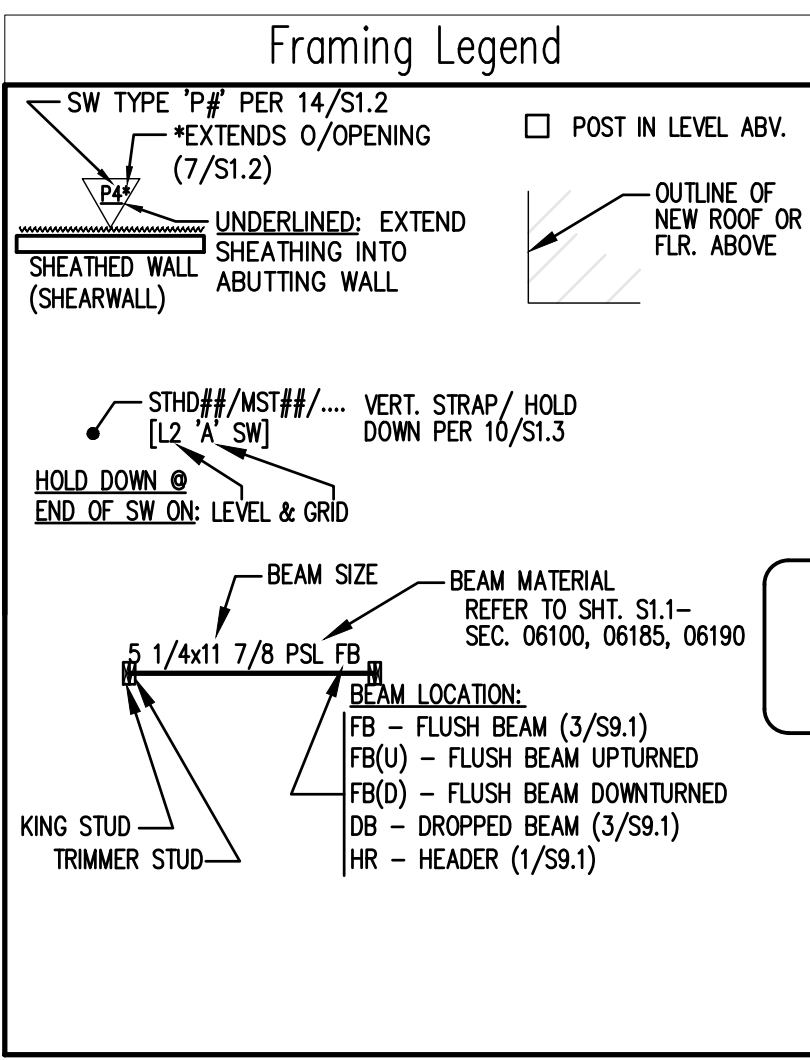 Framing Legend
SW TYPE 'P#' PER 14/S1.2
*EXTENDS O/OPENING
(7/S1.2)
P4*
UNDERLINED: EXTEND
SHEATHING INTO
ABUTTING WALL
SHEATHED WALL
(SHEARWALL)
POST IN LEVEL ABV.
OUTLINE OF
NEW ROOF OR
FLR. ABOVE
STHD##/MST##/....
[L2 'A' SW]
VERT. STRAP/ HOLD
DOWN PER 10/S1.3
HOLD DOWN @
END OF SW ON: LEVEL & GRID
BEAM SIZE
BEAM MATERIAL
REFER TO SHT. S1.1–
SEC. 06100, 06185, 06190
5 1/4x11 7/8 PSL FB
BEAM LOCATION:
FB – FLUSH BEAM (3/S9.1)
FB(U) – FLUSH BEAM UPTURNED
FB(D) – FLUSH BEAM DOWNTURNED
DB – DROPPED BEAM (3/S9.1)
HR – HEADER (1/S9.1)
KING STUD
TRIMMER STUD